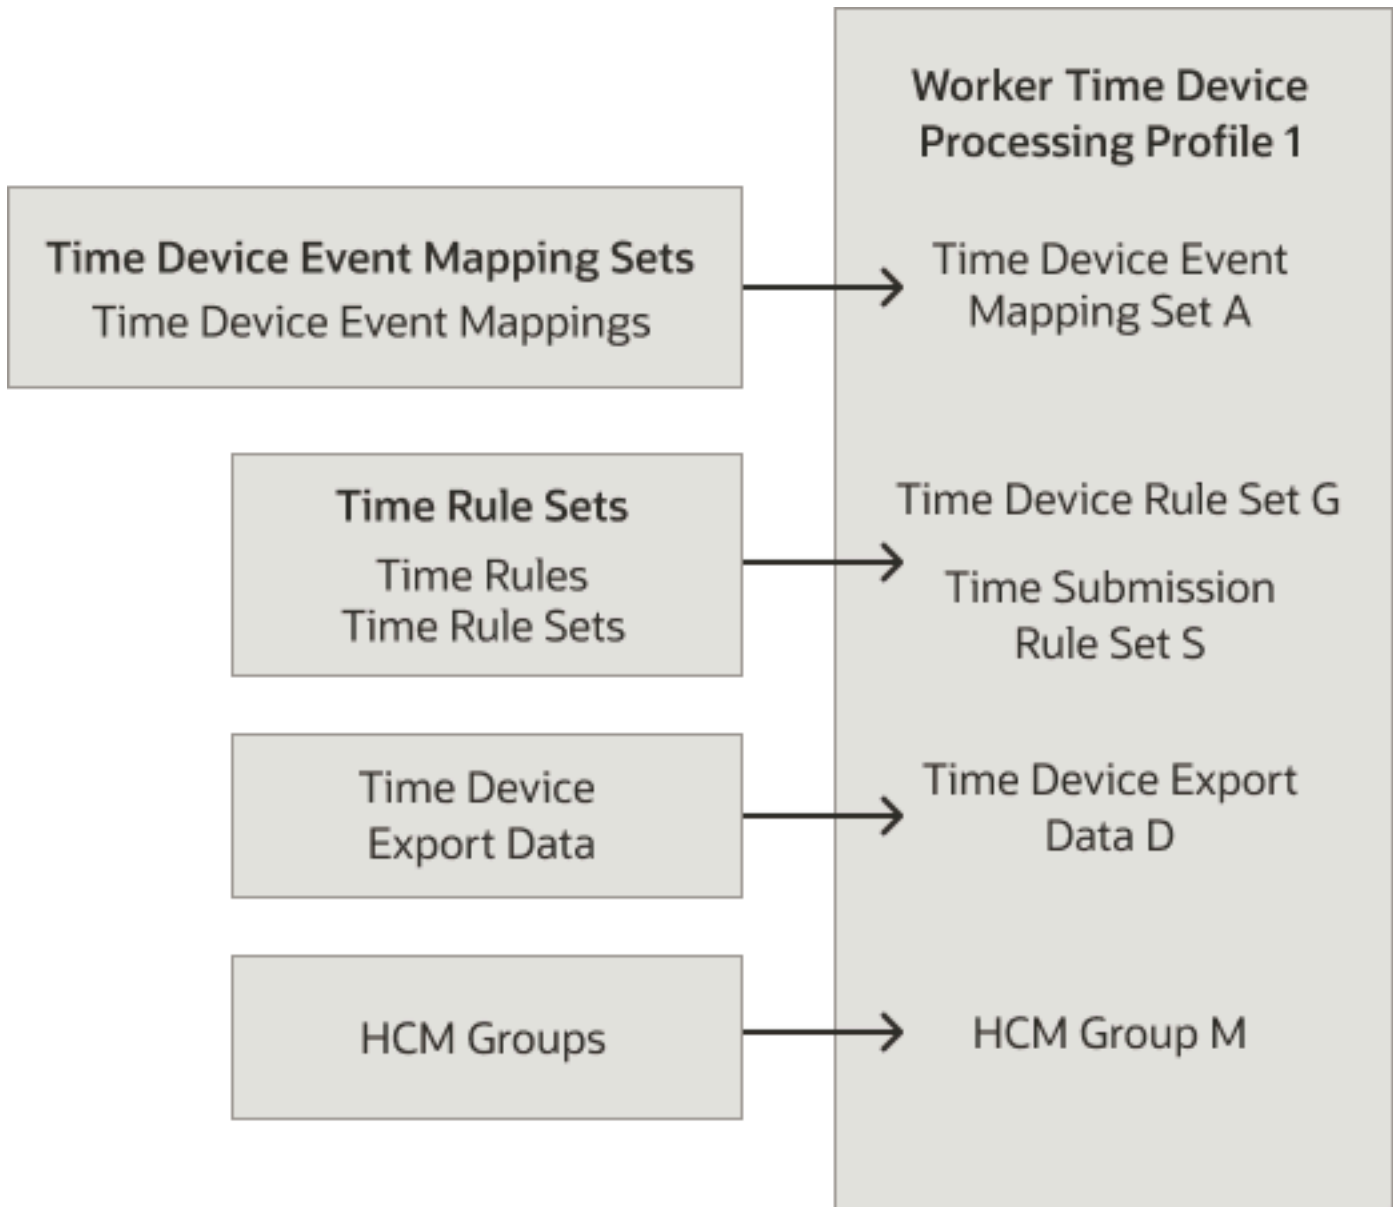 Worker Time Device
Processing Profile 1
Time Device Event Mapping Sets
Time Device Event Mappings
Time Device Event
Mapping Set A
Time Rule Sets
Time Rules
Time Rule Sets
Time Device Rule Set G
Time Submission
Rule Set S
Time Device
Export Data
Time Device Export
Data D
HCM Groups
HCM Group M